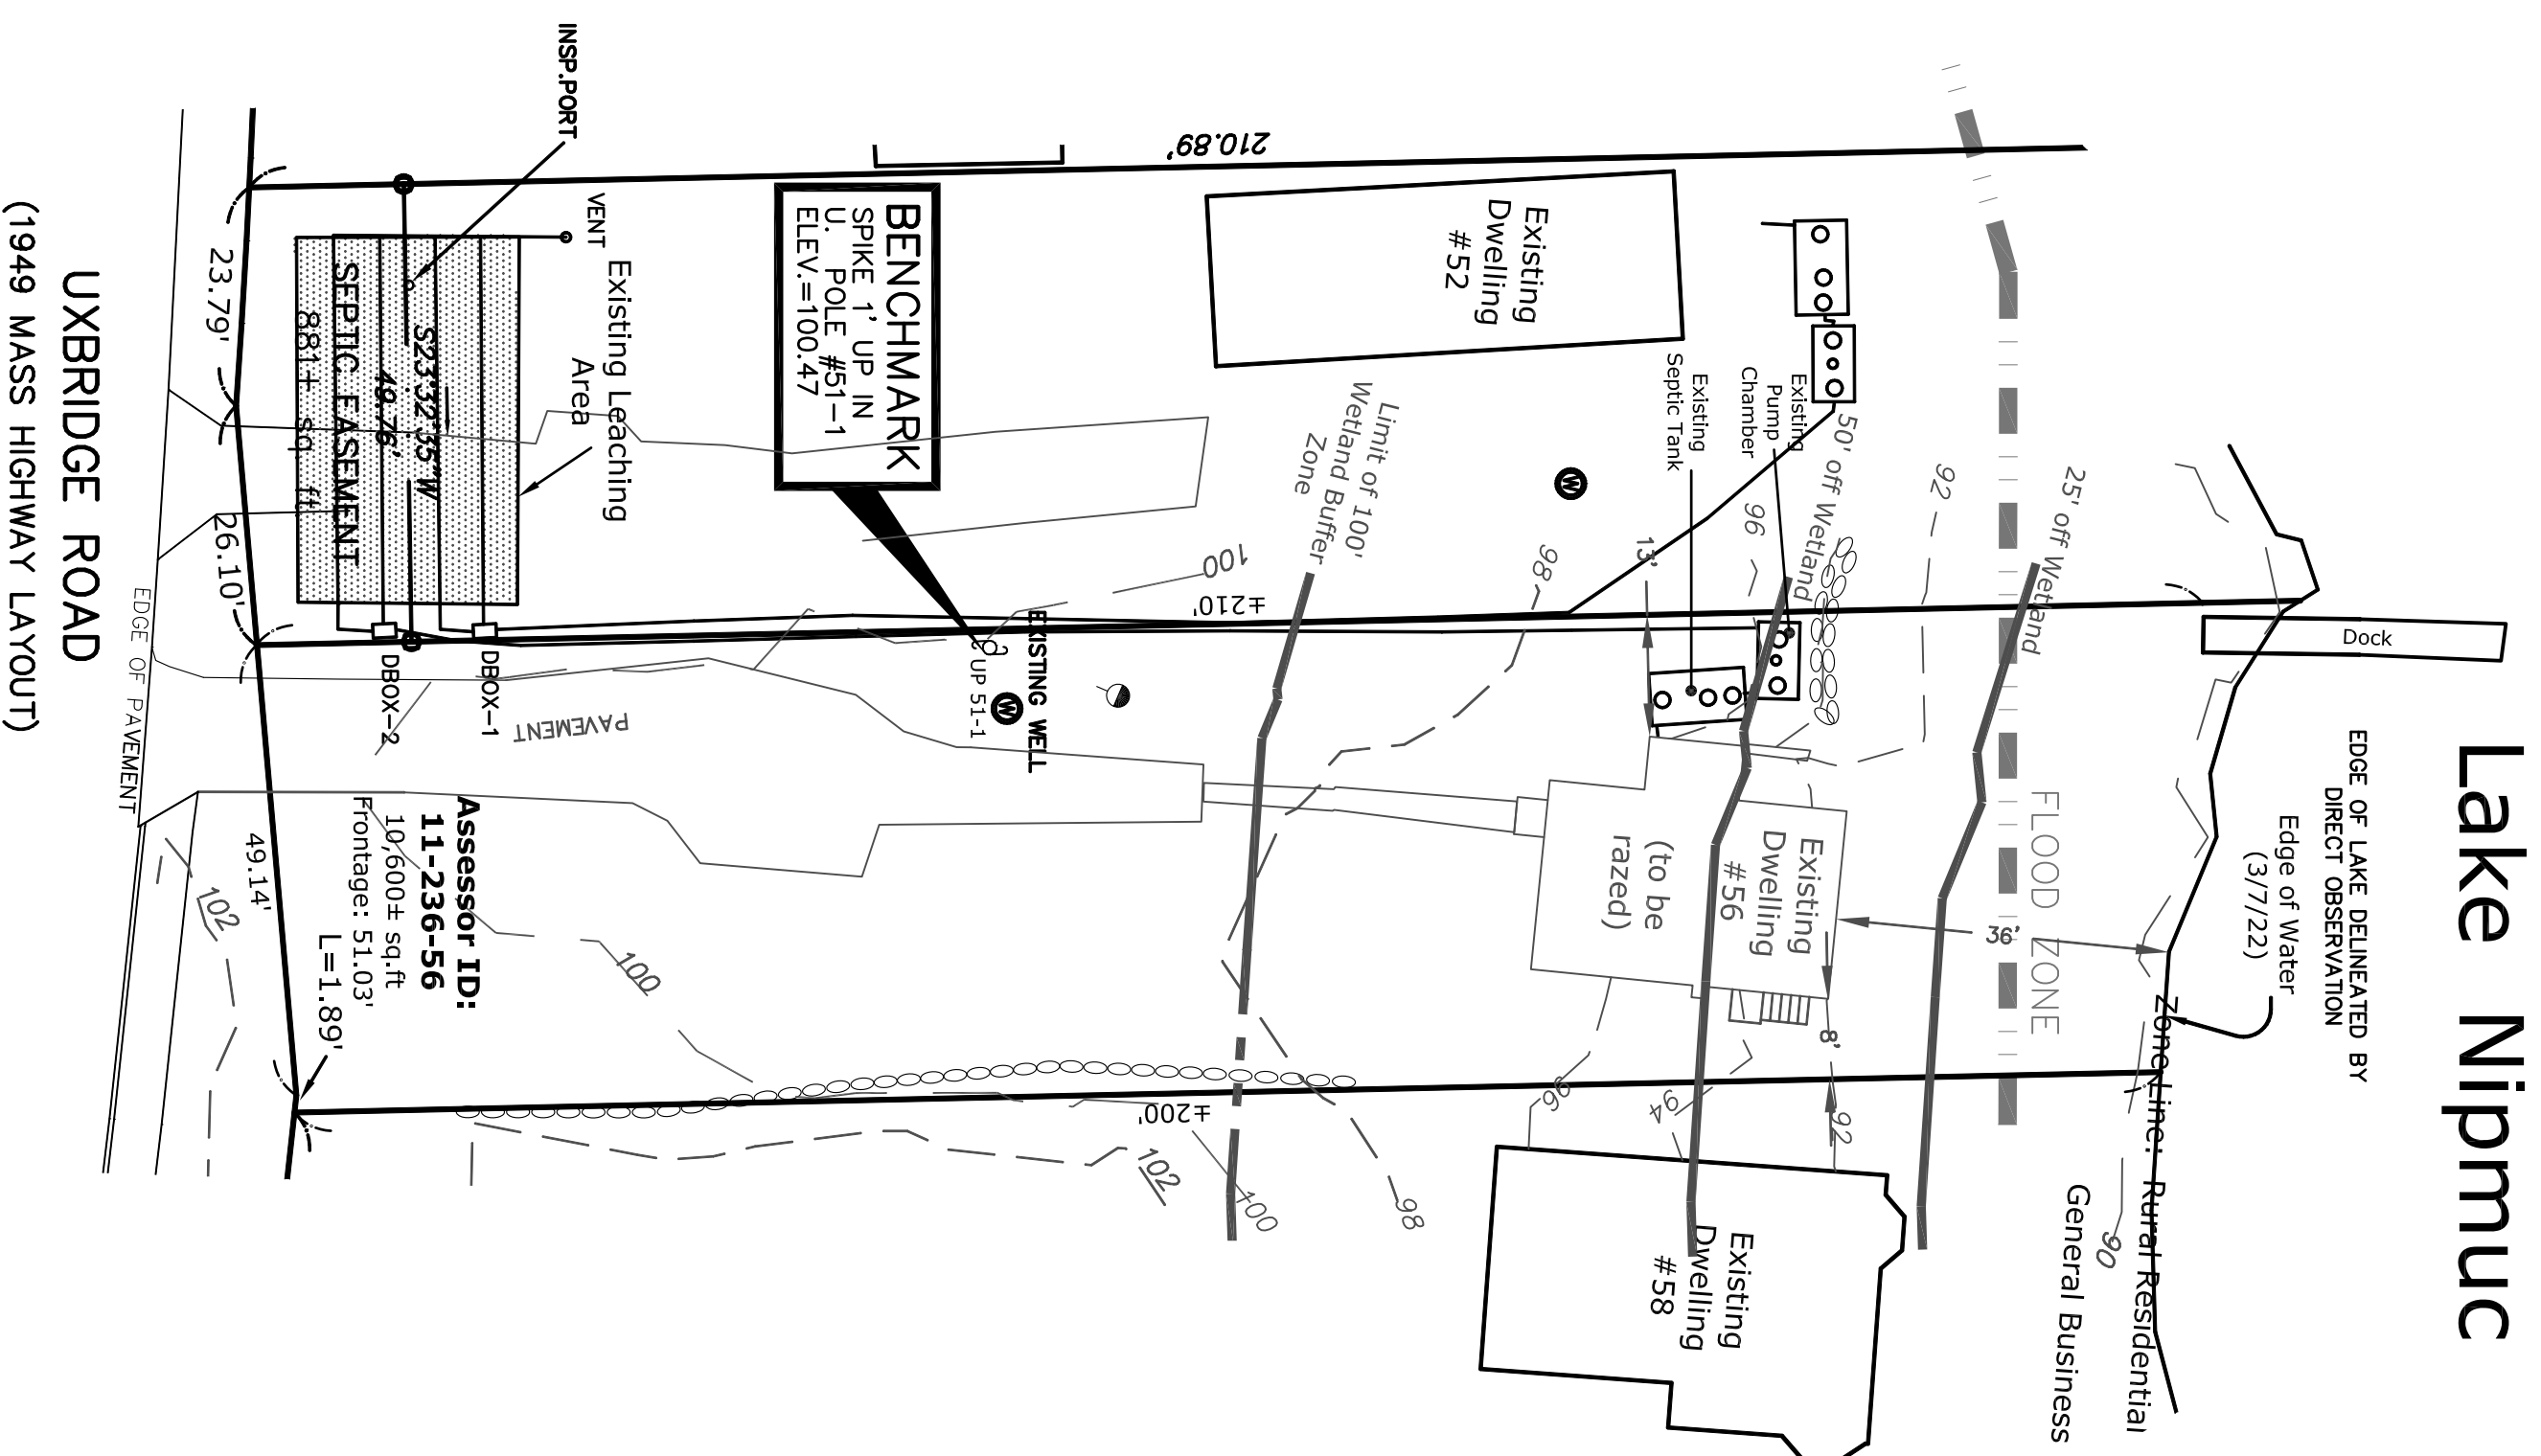 Lake Nipmuc
EDGE OF LAKE DELINEATED BY
DIRECT OBSERVATION
Edge of Water
(3/7/22)
Dock
Zone Line: Rural Residential
General Business
90
FLOOD ZONE
25' off Wetland
50' off Wetland
Limit of 100'
Wetland Buffer
Zone
92
96
98
100
13'
36'
8'
92
94
96
98
100
102
Existing
Pump
Chamber
Existing
Septic Tank
Existing
Dwelling
#52
Existing
Dwelling
#56
(to be
razed)
Existing
Dwelling
#58
210.89'
±210'
±200'
BENCHMARK
SPIKE 1' UP IN
U. POLE #51-1
ELEV.=100.47
EXISTING WELL
UP 51-1
W
W
INSP.PORT
VENT
Existing Leaching
Area
S23°32'35"W
49.76'
SEPTIC EASEMENT
881± sq. ft.
DBOX-1
DBOX-2
PAVEMENT
Assessor ID:
11-236-56
10,600± sq.ft
Frontage: 51.03'
L=1.89'
100
102
23.79'
26.10'
49.14'
EDGE OF PAVEMENT
UXBRIDGE ROAD
(1949 MASS HIGHWAY LAYOUT)